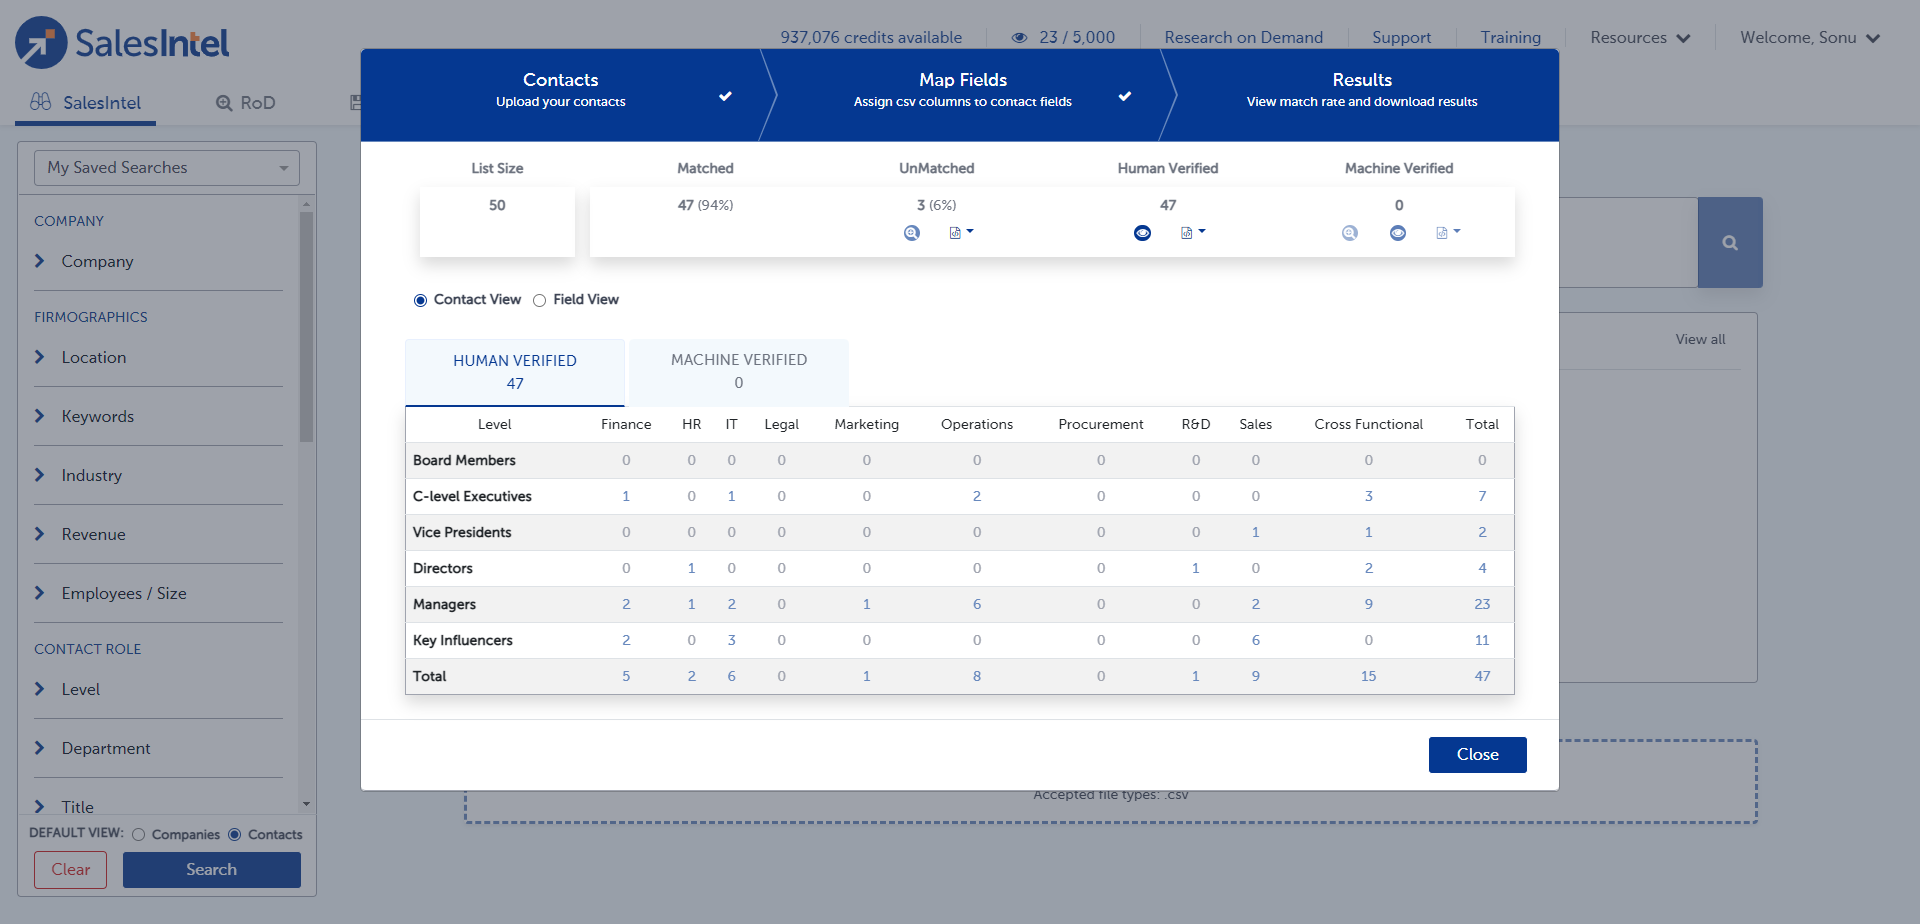 SalesIntel
937,076 credits available
23 / 5,000
Research on Demand
Support
Training
Resources
Welcome, Sonu
SalesIntel
RoD
My Saved Searches
COMPANY
Company
FIRMOGRAPHICS
Location
Keywords
Industry
Revenue
Employees / Size
CONTACT ROLE
Level
Department
Title
DEFAULT VIEW: Companies Contacts
Clear Search
Contacts
Upload your contacts
Map Fields
Assign csv columns to contact fields
Results
View match rate and download results
List Size Matched UnMatched Human Verified Machine Verified
50 47 (94%) 3 (6%) 47 0
Contact View Field View
HUMAN VERIFIED
47
MACHINE VERIFIED
0
Level Finance HR IT Legal Marketing Operations Procurement R&D Sales Cross Functional Total
Board Members 0 0 0 0 0 0 0 0 0 0 0
C-level Executives 1 0 1 0 0 2 0 0 0 3 7
Vice Presidents 0 0 0 0 0 0 0 0 1 1 2
Directors 0 1 0 0 0 0 0 1 0 2 4
Managers 2 1 2 0 1 6 0 0 2 9 23
Key Influencers 2 0 3 0 0 0 0 0 6 0 11
Total 5 2 6 0 1 8 0 1 9 15 47
Close
View all
Accepted file types: .csv